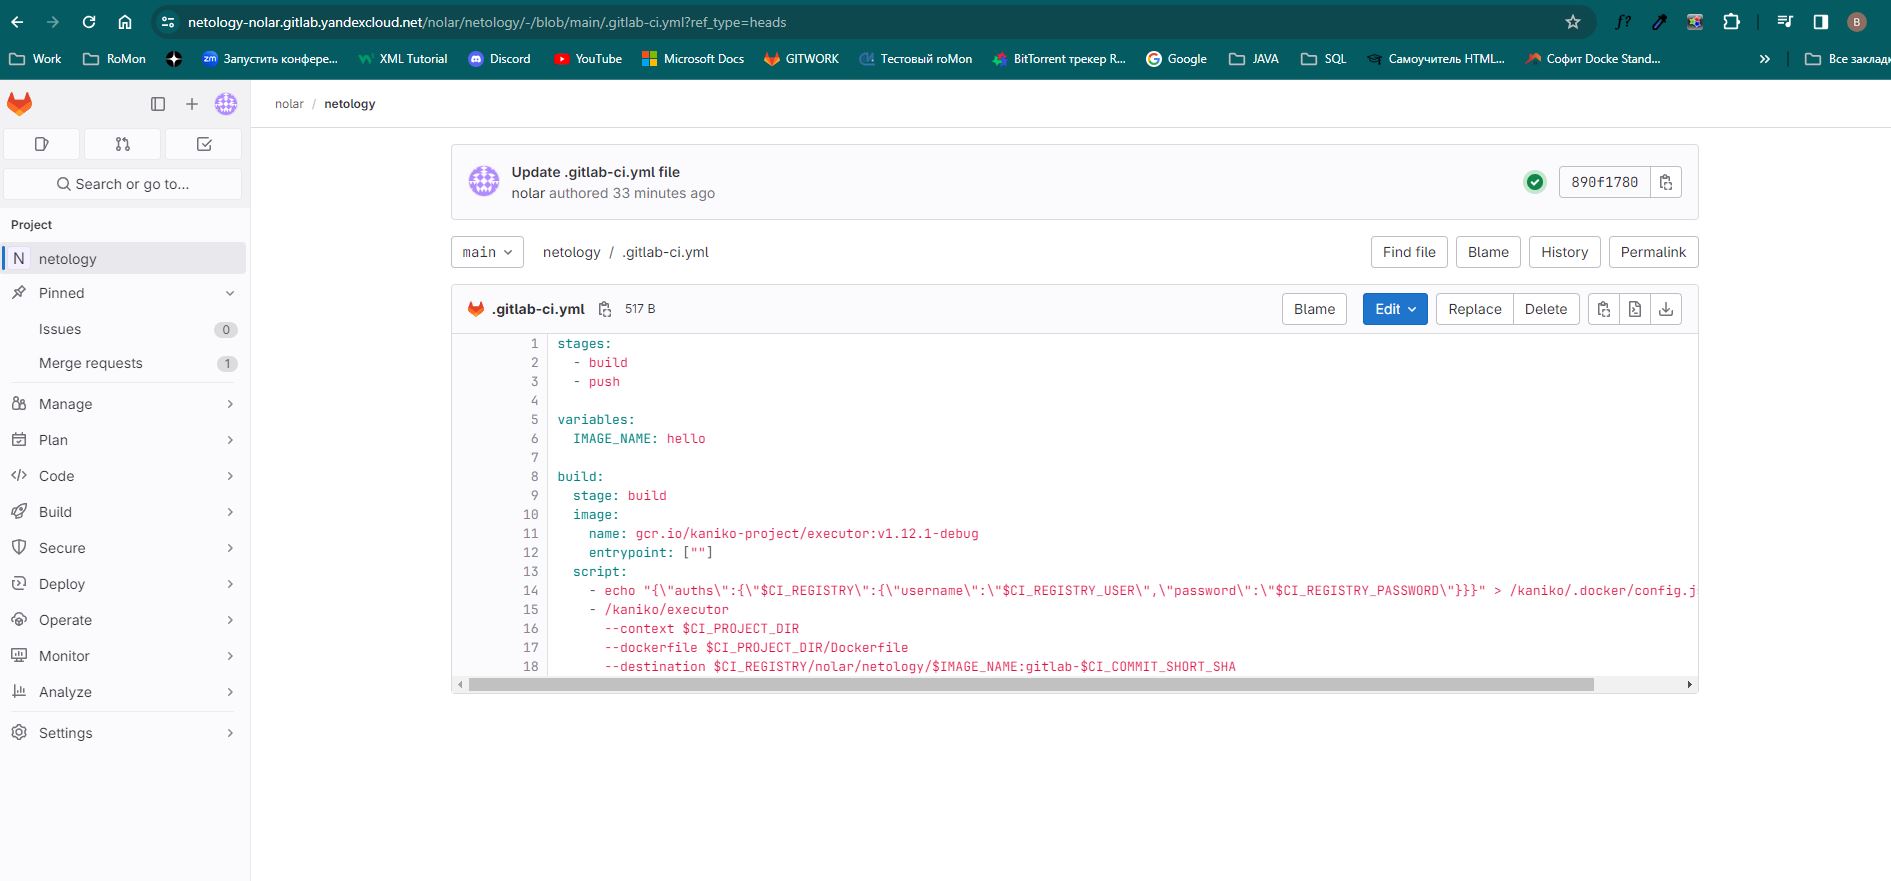 netology-nolar.gitlab.yandexcloud.net/nolar/netology/-/blob/main/.gitlab-ci.yml?ref_type=heads
f?
B
Work RoMon Запустить конфере... XML Tutorial Discord YouTube Microsoft Docs GITWORK Тестовый roMon BitTorrent трекер R... Google JAVA SQL Самоучитель HTML... Софит Docke Stand... » Все закладк
zm
nolar / netology
Search or go to...
Project
N netology
Pinned
Issues 0
Merge requests 1
Manage
Plan
Code
Build
Secure
Deploy
Operate
Monitor
Analyze
Settings
Update .gitlab-ci.yml file
nolar authored 33 minutes ago
890f1780
main netology / .gitlab-ci.yml
Find file Blame History Permalink
.gitlab-ci.yml 517 B
Blame Edit Replace Delete
1 stages:
2 - build
3 - push
4
5 variables:
6 IMAGE_NAME: hello
7
8 build:
9 stage: build
10 image:
11 name: gcr.io/kaniko-project/executor:v1.12.1-debug
12 entrypoint: [""]
13 script:
14 - echo "{\"auths\":{\"$CI_REGISTRY\":{\"username\":\"$CI_REGISTRY_USER\",\"password\":\"$CI_REGISTRY_PASSWORD\"}}}" > /kaniko/.docker/config.j
15 - /kaniko/executor
16 --context $CI_PROJECT_DIR
17 --dockerfile $CI_PROJECT_DIR/Dockerfile
18 --destination $CI_REGISTRY/nolar/netology/$IMAGE_NAME:gitlab-$CI_COMMIT_SHORT_SHA